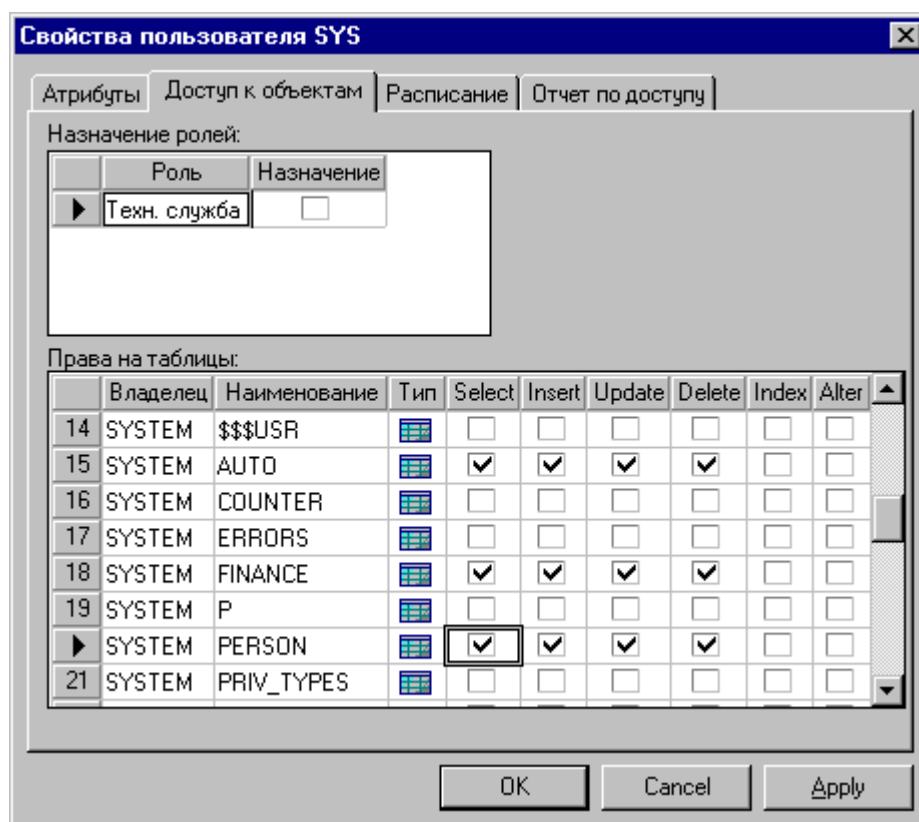 Свойства пользователя SYS
Атрибуты Доступ к объектам Расписание Отчет по доступу
Назначение ролей:
Роль Назначение
Техн. служба
Права на таблицы:
Владелец Наименование Тип Select Insert Update Delete Index Alter
14 SYSTEM $$$USR
15 SYSTEM AUTO
16 SYSTEM COUNTER
17 SYSTEM ERRORS
18 SYSTEM FINANCE
19 SYSTEM P
SYSTEM PERSON
21 SYSTEM PRIV_TYPES
OK Cancel Apply